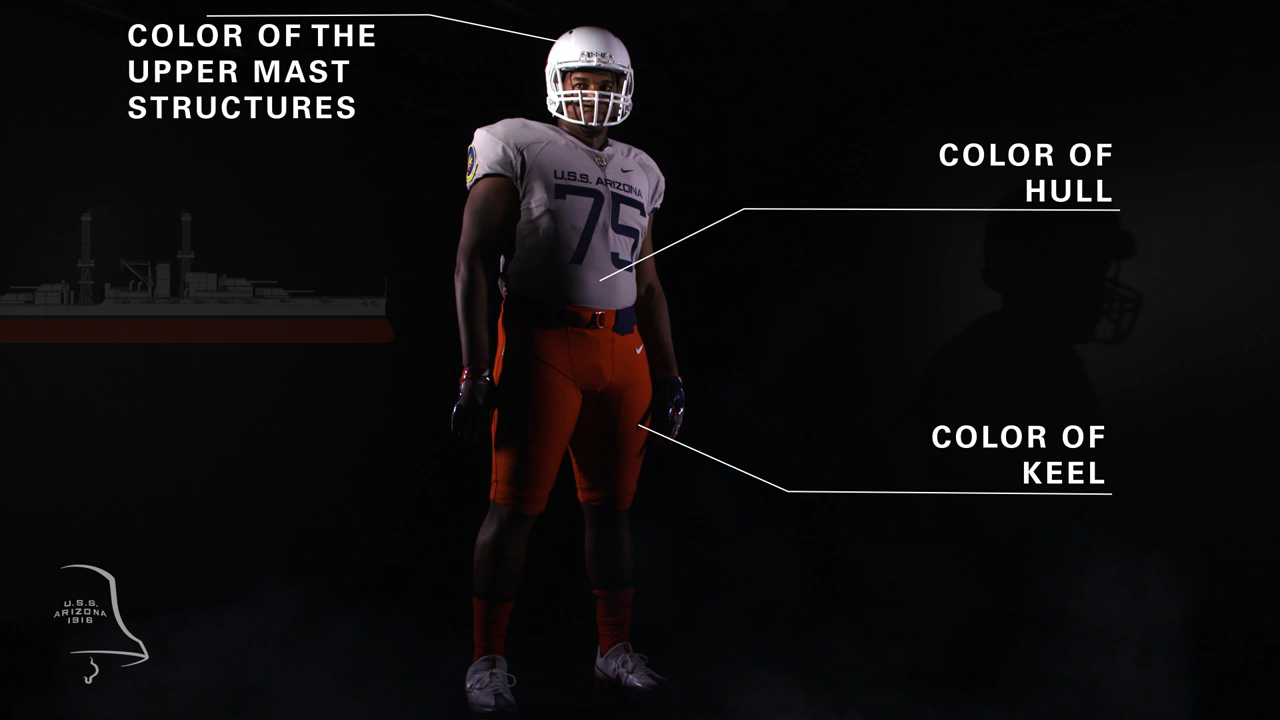 COLOR OF THE
UPPER MAST
STRUCTURES
COLOR OF
HULL
U.S.S. ARIZONA
75
COLOR OF
KEEL
U.S.S.
ARIZONA
1916